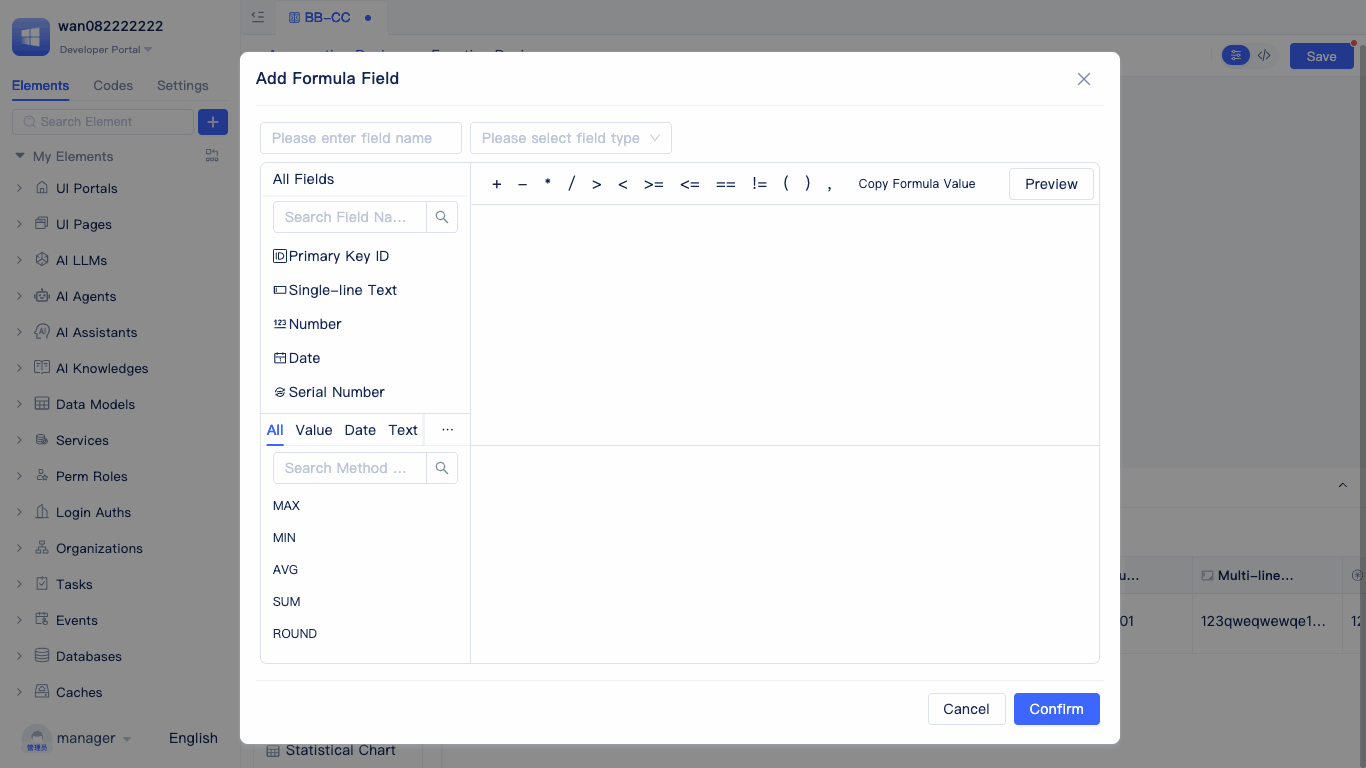 wan082222222
Developer Portal
Elements
Codes
Settings
Search Element
My Elements
UI Portals
UI Pages
AI LLMs
AI Agents
AI Assistants
AI Knowledges
Data Models
Services
Perm Roles
Login Auths
Organizations
Tasks
Events
Databases
Caches
管理员
manager
English
BB-CC
Save
Add Formula Field
Please enter field name
Please select field type
All Fields
Search Field Na...
Primary Key ID
Single-line Text
123 Number
Date
Serial Number
All Value Date Text ...
Search Method ...
MAX
MIN
AVG
SUM
ROUND
+ - * / > < >= <= == != ( ) ,
Copy Formula Value
Preview
Cancel
Confirm
u...
Multi-line...
01
123qweqwewqe1...
12
Statistical Chart